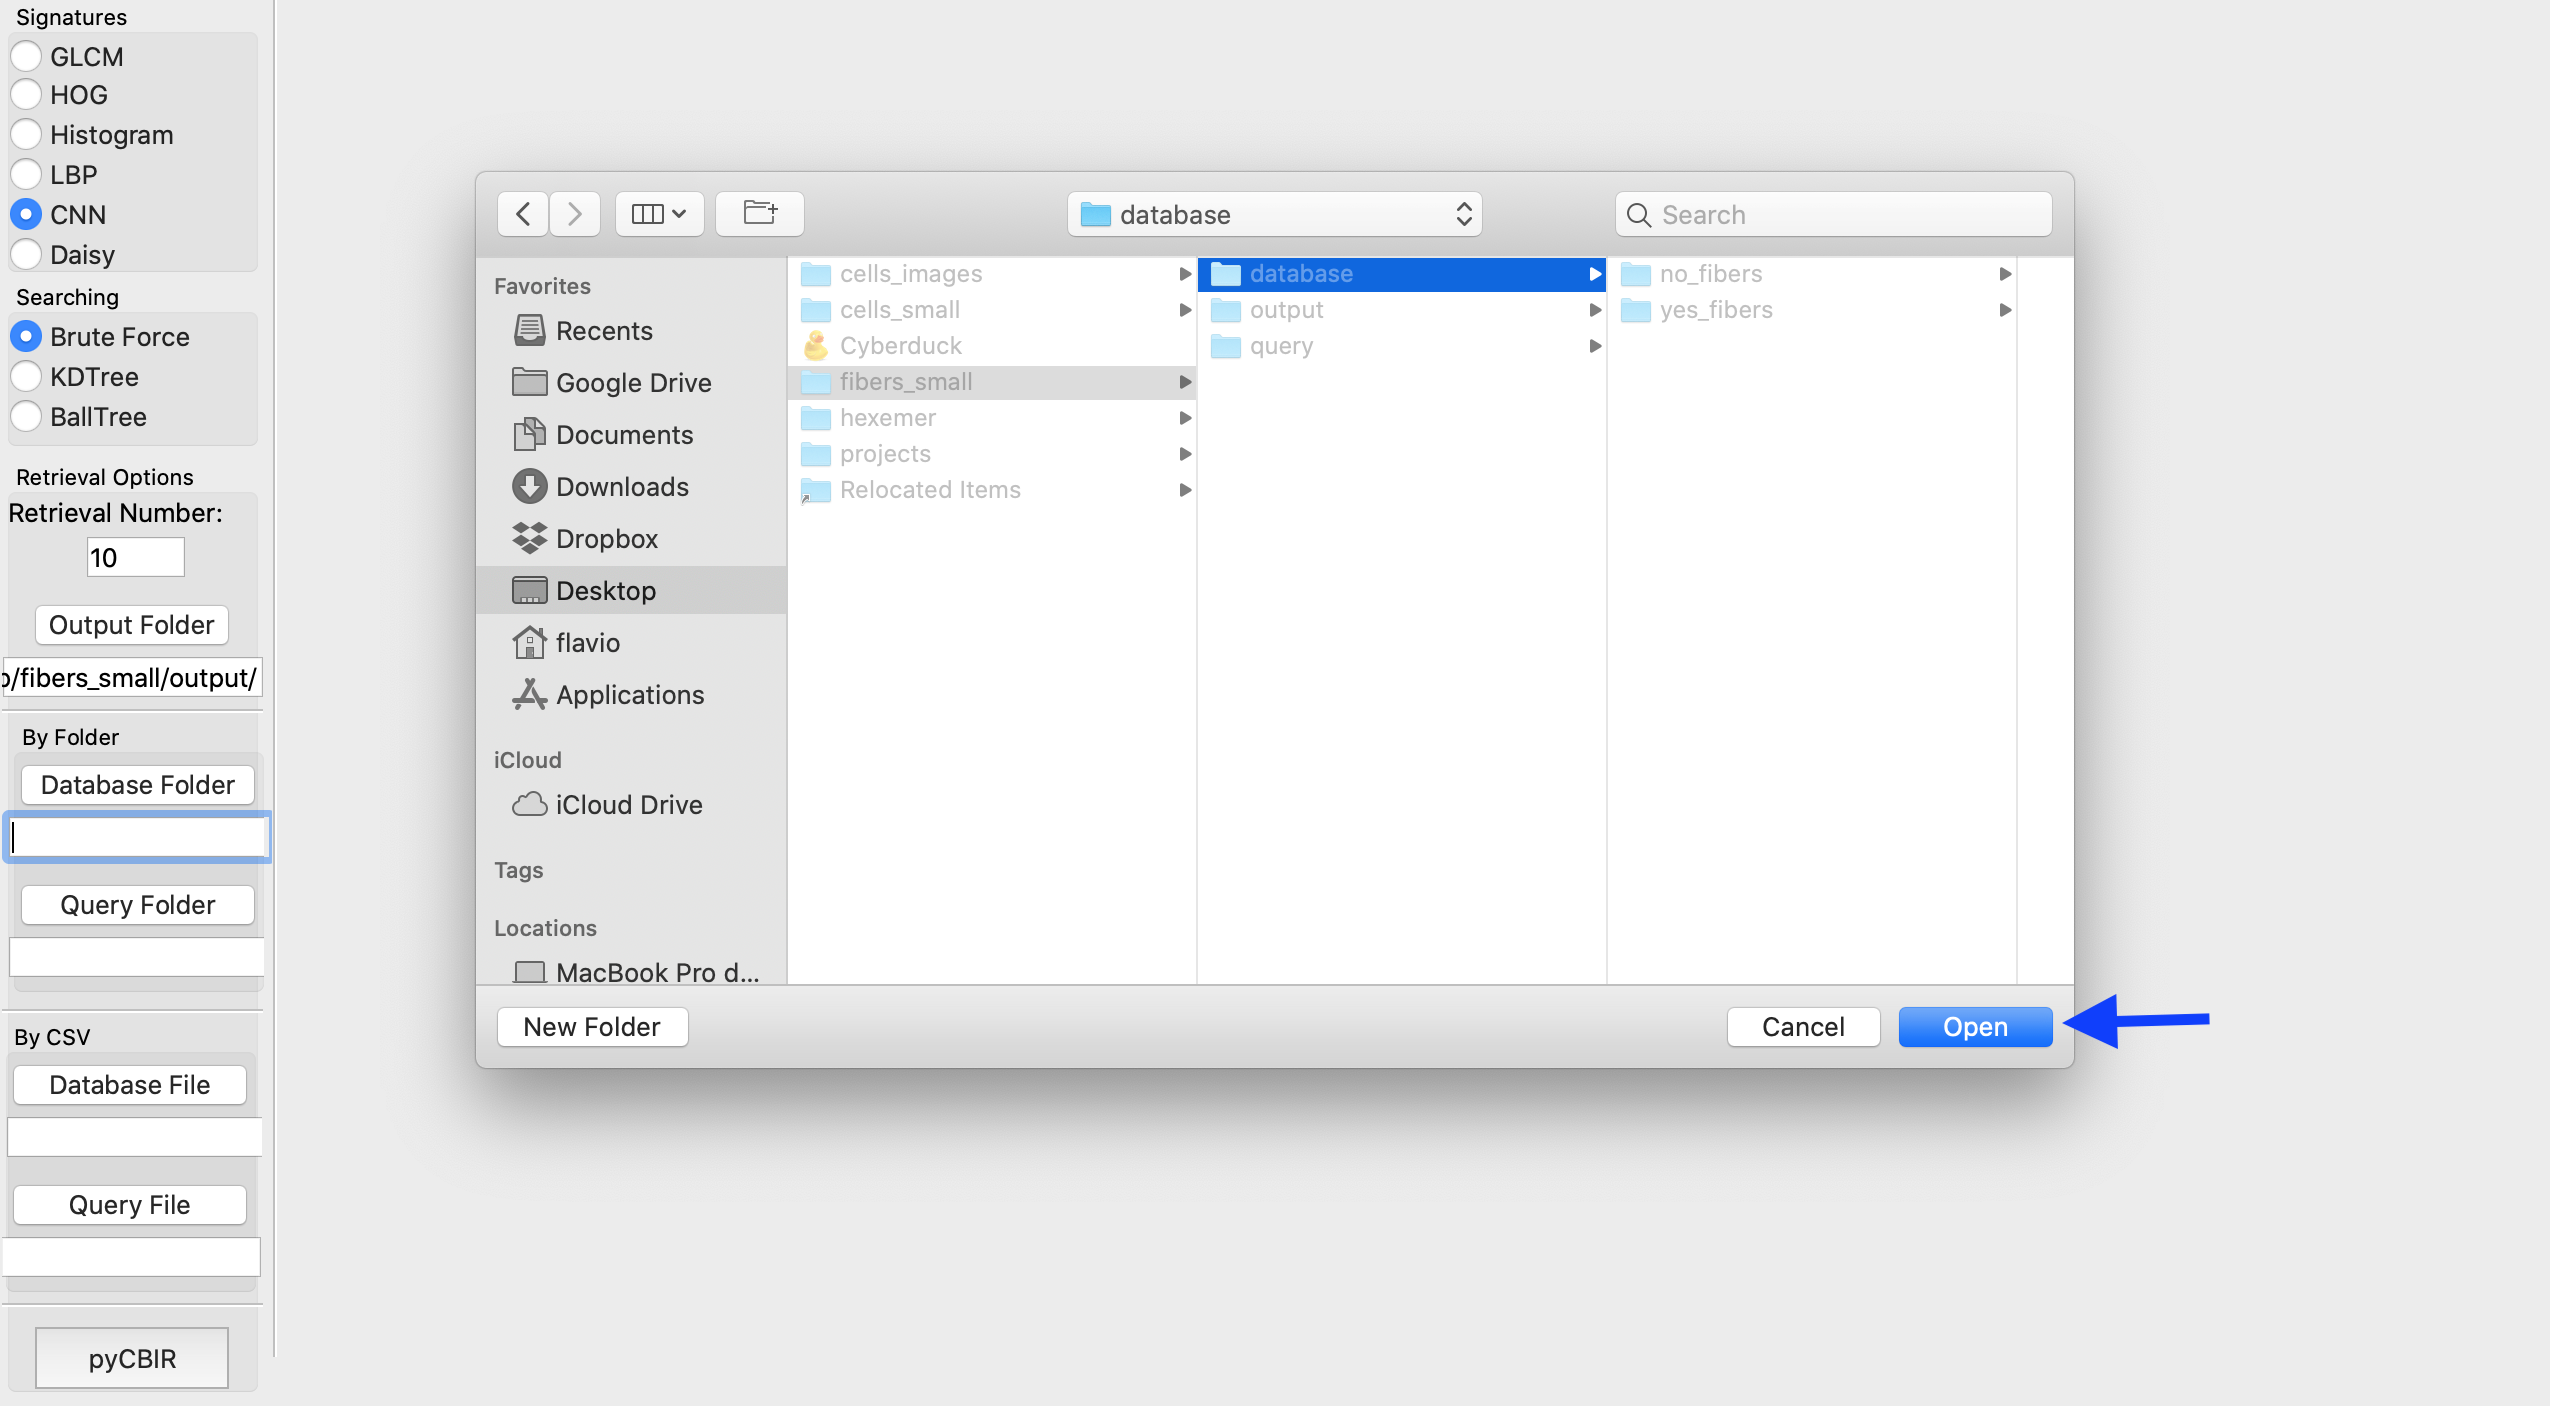 Signatures
GLCM
HOG
Histogram
LBP
CNN
Daisy
Searching
Brute Force
KDTree
BallTree
Retrieval Options
Retrieval Number:
10
Output Folder
/fibers_small/output/
By Folder
Database Folder
Query Folder
By CSV
Database File
Query File
pyCBIR
database
Search
Favorites
Recents
Google Drive
Documents
Downloads
Dropbox
Desktop
flavio
Applications
iCloud
iCloud Drive
Tags
Locations
MacBook Pro d...
cells_images
cells_small
Cyberduck
fibers_small
hexemer
projects
Relocated Items
database
output
query
no_fibers
yes_fibers
New Folder
Cancel
Open